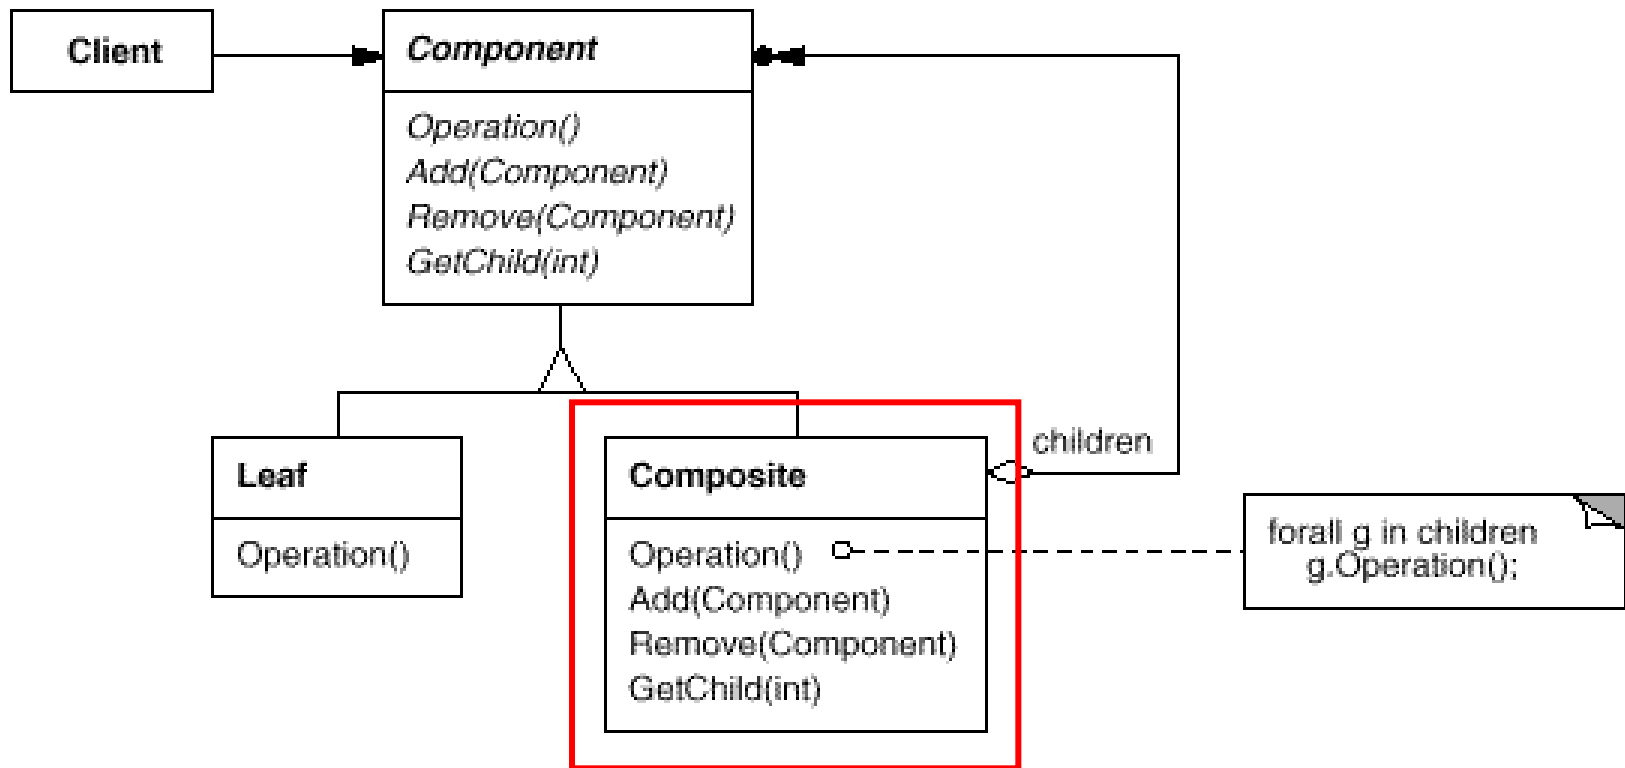 Client
Component
Operation()
Add(Component)
Remove(Component)
GetChild(int)
Leaf
Operation()
Composite
Operation()
Add(Component)
Remove(Component)
GetChild(int)
children
forall g in children
g.Operation();